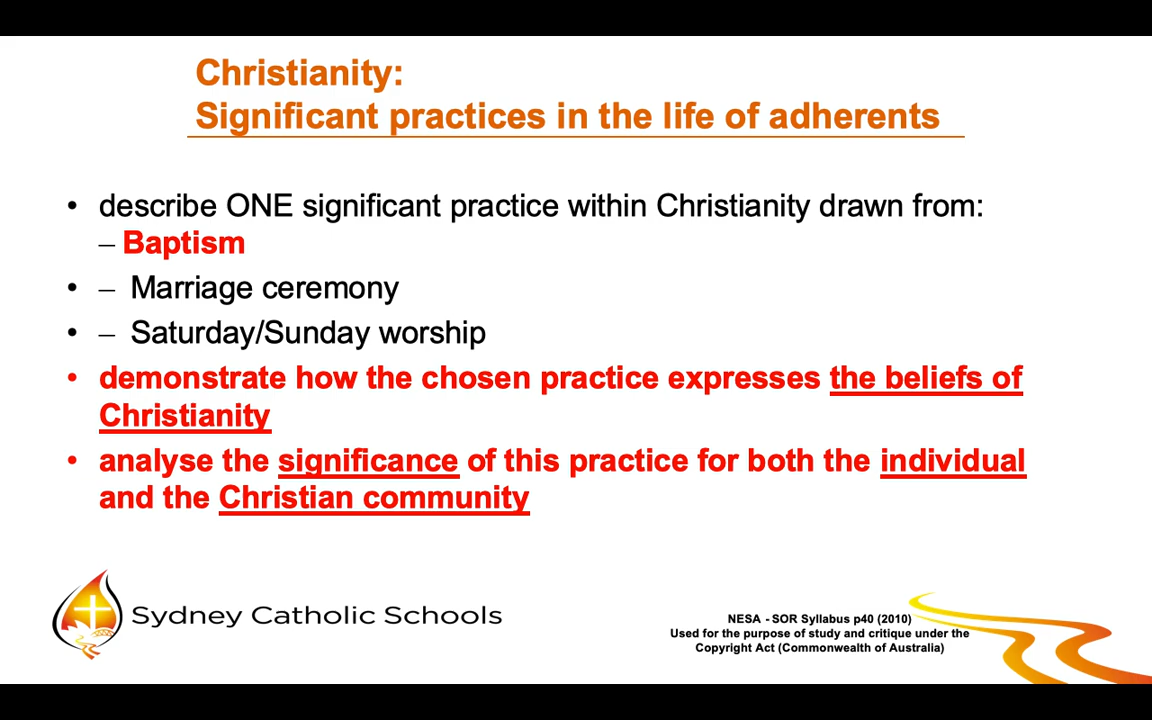 Christianity:
Significant practices in the life of adherents
• describe ONE significant practice within Christianity drawn from:
– Baptism
• – Marriage ceremony
• – Saturday/Sunday worship
• demonstrate how the chosen practice expresses the beliefs of
Christianity
• analyse the significance of this practice for both the individual
and the Christian community
Sydney Catholic Schools
NESA - SOR Syllabus p40 (2010)
Used for the purpose of study and critique under the
Copyright Act (Commonwealth of Australia)